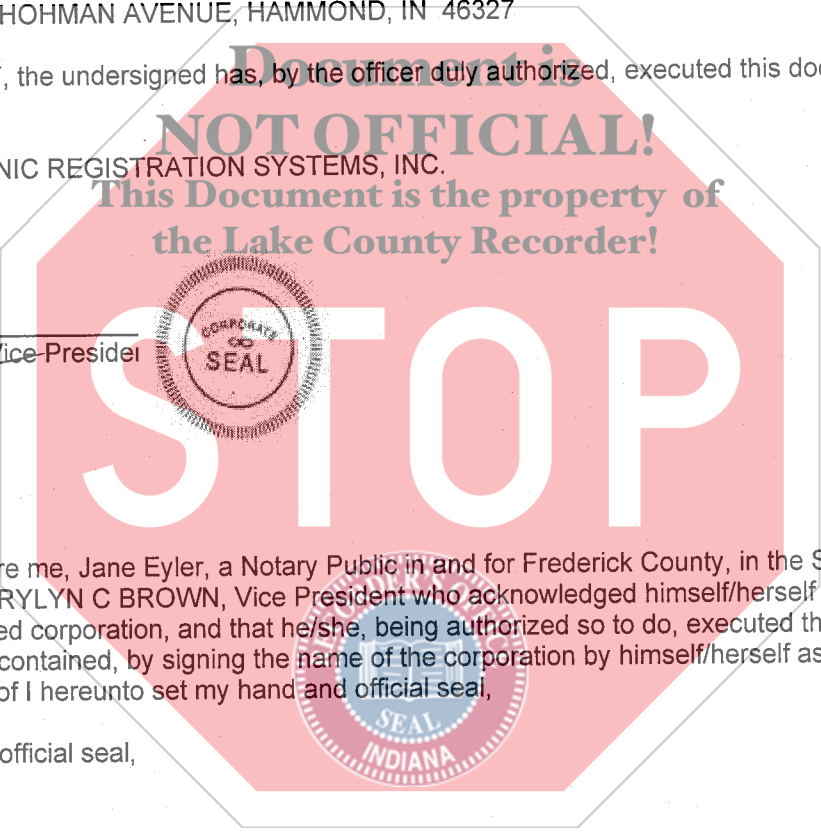 HOHMAN AVENUE, HAMMOND, IN 46327
, the undersigned has, by the officer duly authorized, executed this do
Document is
NOT OFFICIAL!
NIC REGISTRATION SYSTEMS, INC.
This Document is the property of
the Lake County Recorder!
Vice Presider
CORPORATE
SEAL
STOP
re me, Jane Eyler, a Notary Public in and for Frederick County, in the S
RYLYN C BROWN, Vice President who acknowledged himself/herself
ed corporation, and that he/she, being authorized so to do, executed th
contained, by signing the name of the corporation by himself/herself as
of I hereunto set my hand and official seal,
SEAL
INDIANA
official seal,